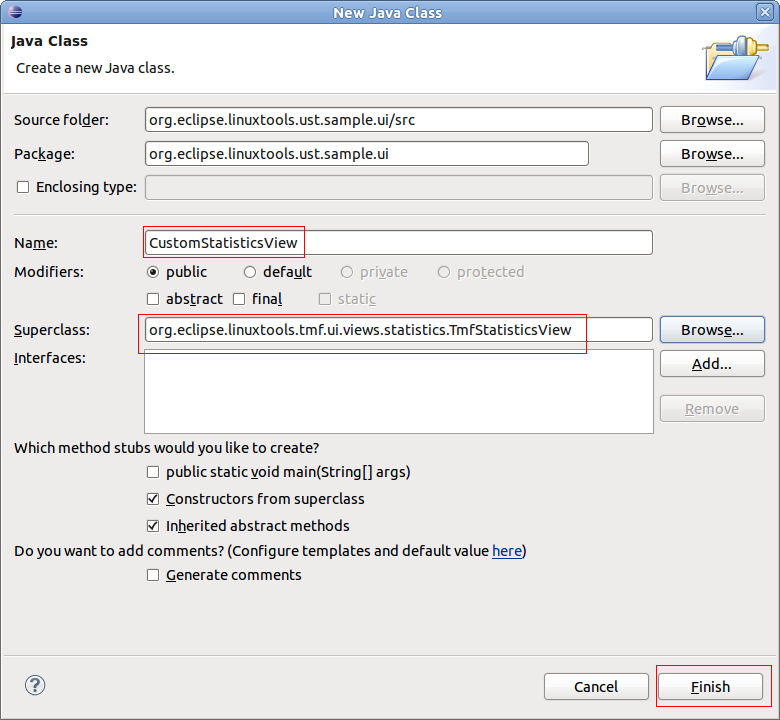 New Java Class
Java Class
Create a new Java class.
Source folder: org.eclipse.linuxtools.ust.sample.ui/src Browse...
Package: org.eclipse.linuxtools.ust.sample.ui Browse...
Enclosing type: Browse...
Name: CustomStatisticsView
Modifiers: public default private protected
abstract final static
Superclass: org.eclipse.linuxtools.tmf.ui.views.statistics.TmfStatisticsView Browse...
Interfaces: Add...
Remove
Which method stubs would you like to create?
public static void main(String[] args)
Constructors from superclass
Inherited abstract methods
Do you want to add comments? (Configure templates and default value here)
Generate comments
? Cancel Finish